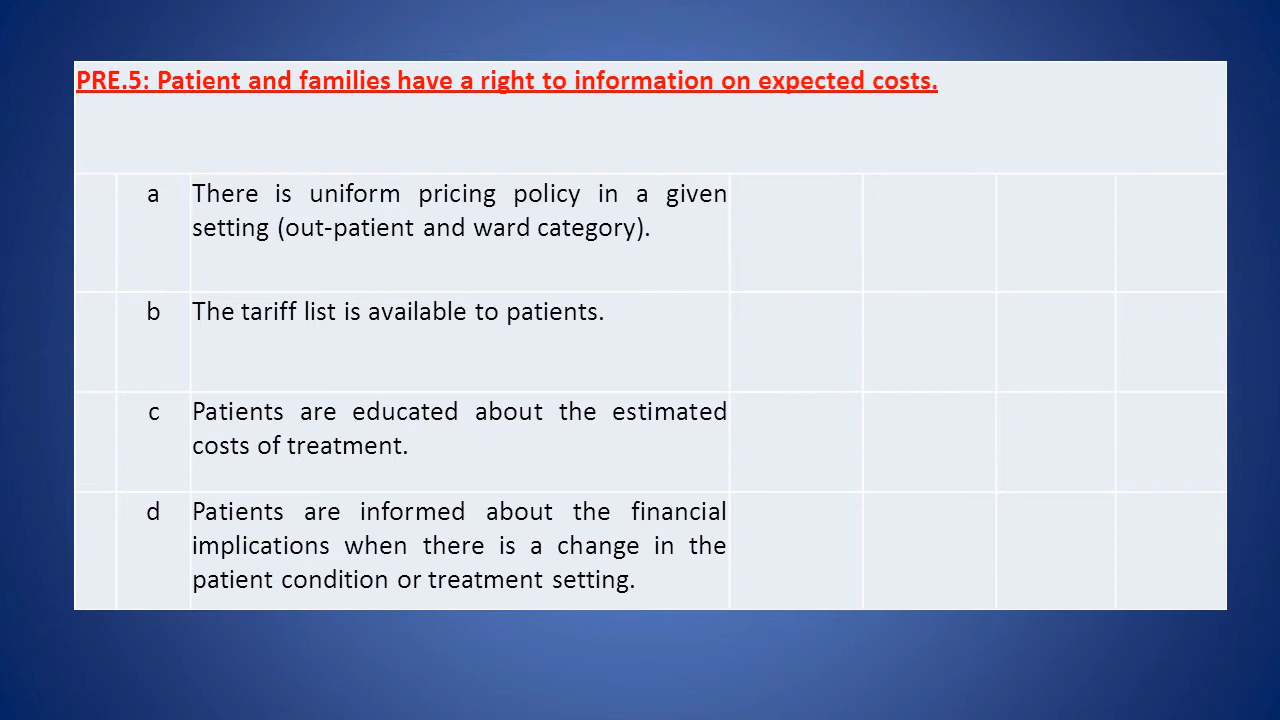 PRE.5: Patient and families have a right to information on expected costs.
a There is uniform pricing policy in a given
setting (out-patient and ward category).
b The tariff list is available to patients.
c Patients are educated about the estimated
costs of treatment.
d Patients are informed about the financial
implications when there is a change in the
patient condition or treatment setting.